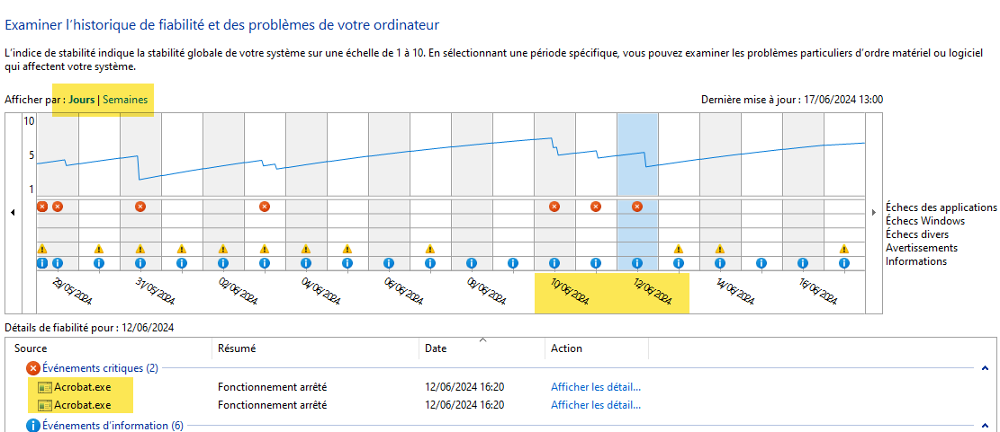 Examiner l'historique de fiabilité et des problèmes de votre ordinateur
L'indice de stabilité indique la stabilité globale de votre système sur une échelle de 1 à 10. En sélectionnant une période spécifique, vous pouvez examiner les problèmes particuliers d'ordre matériel ou logiciel
qui affectent votre système.
Afficher par : Jours | Semaines
Dernière mise à jour : 17/06/2024 13:00
10
5
1
Échecs des applications
Échecs Windows
Échecs divers
Avertissements
Informations
29/05/2024
31/05/2024
02/06/2024
04/06/2024
06/06/2024
08/06/2024
10/06/2024
12/06/2024
14/06/2024
16/06/2024
Détails de fiabilité pour : 12/06/2024
Source Résumé Date Action
Événements critiques (2)
Acrobat.exe Fonctionnement arrêté 12/06/2024 16:20 Afficher les détail...
Acrobat.exe Fonctionnement arrêté 12/06/2024 16:20 Afficher les détail...
Événements d'information (6)